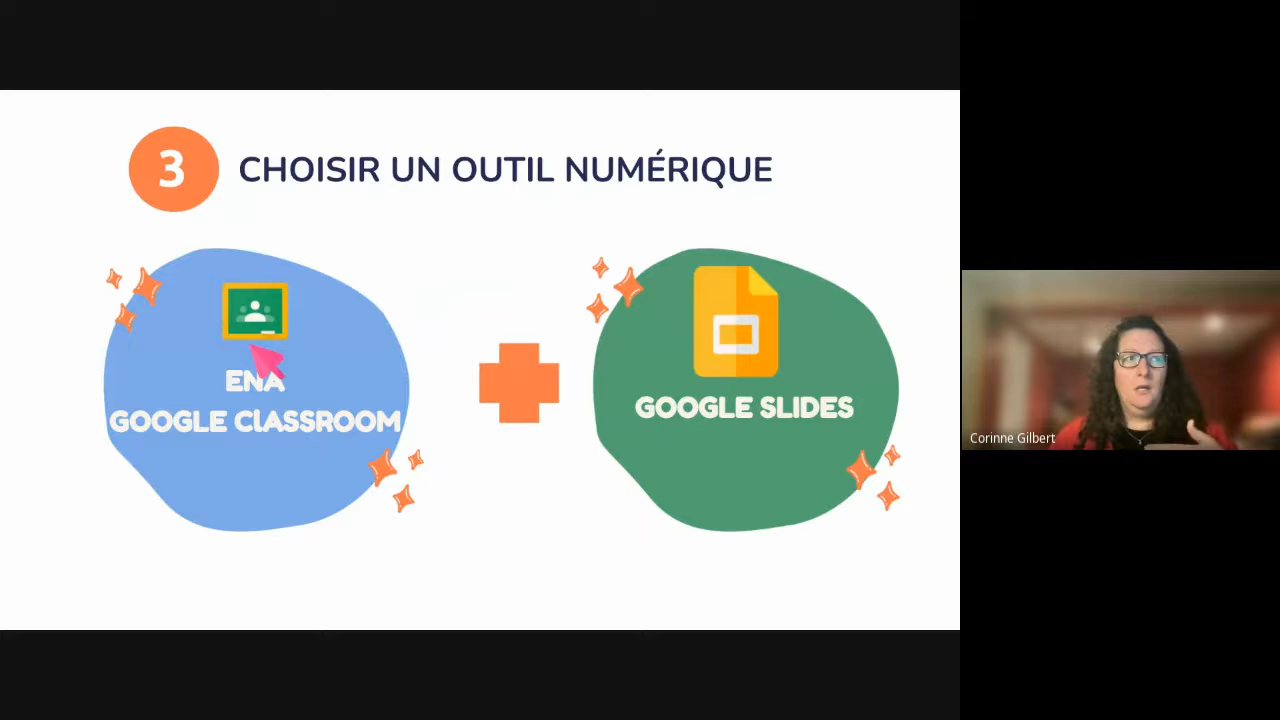 3
CHOISIR UN OUTIL NUMÉRIQUE
ENA
GOOGLE ClASSROOM
GOOGLE SLIDES
Corinne Gilbert